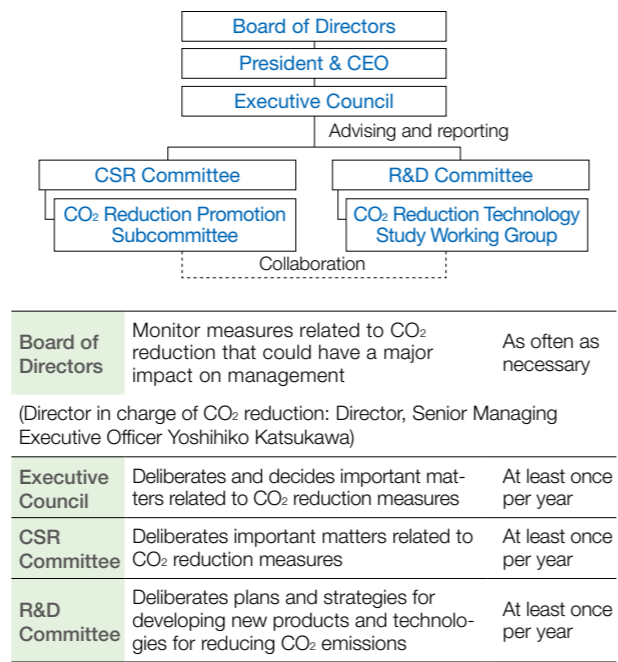 Board of Directors
President & CEO
Executive Council
Advising and reporting
CSR Committee
R&D Committee
CO₂ Reduction Promotion
Subcommittee
CO₂ Reduction Technology
Study Working Group
Collaboration
Board of
Directors
Monitor measures related to CO₂
reduction that could have a major
impact on management
As often as
necessary
(Director in charge of CO₂ reduction: Director, Senior Managing
Executive Officer Yoshihiko Katsukawa)
Executive
Council
Deliberates and decides important mat-
ters related to CO₂ reduction measures
At least once
per year
CSR
Committee
Deliberates important matters related to
CO₂ reduction measures
At least once
per year
R&D
Committee
Deliberates plans and strategies for
developing new products and technolo-
gies for reducing CO₂ emissions
At least once
per year